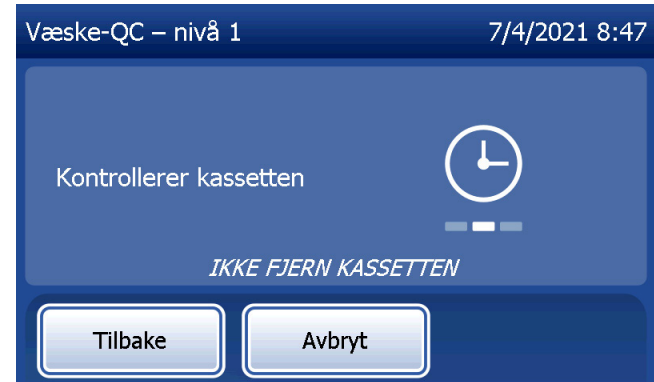 Væske-QC – nivå 1
7/4/2021 8:47
Kontrollerer kassetten
IKKE FJERN KASSETTEN
Tilbake
Avbryt